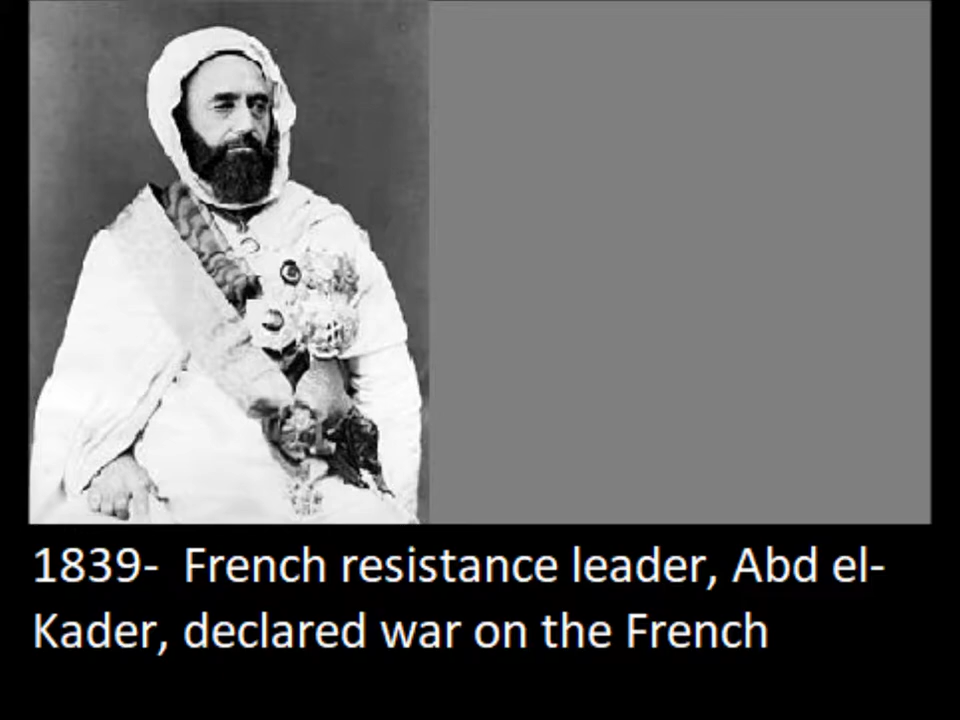 1839-  French resistance leader, Abd el-
Kader, declared war on the French